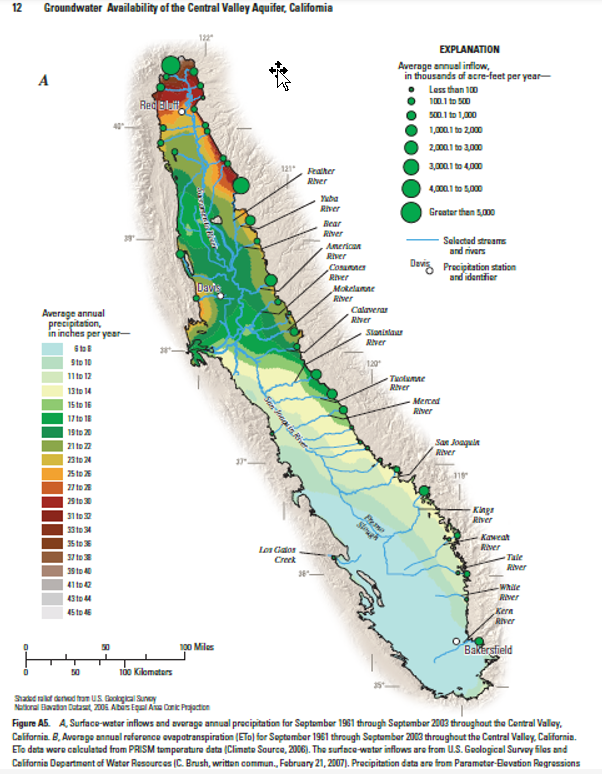 12 Groundwater Availability of the Central Valley Aquifer, California
A
122°
EXPLANATION
Average annual inflow,
in thousands of acre-feet per year—
Less than 100
100.1 to 500
500.1 to 1,000
1,000.1 to 2,000
2,000.1 to 3,000
3,000.1 to 4,000
4,000.1 to 5,000
Greater than 5,000
Selected streams
and rivers
Davis
Precipitation station
and identifier
Red Bluff
40°
121°
Feather
River
Yuba
River
Bear
River
American
River
Cosumnes
River
Mokelumne
River
Calaveras
River
Stanislaus
River
Sacramento River
39°
Davis
38°
120°
Tuolumne
River
Merced
River
San Joaquin River
San Joaquin
River
37°
119°
Kings
River
Fresno
Slough
Kaweah
River
Tule
River
Los Gatos
Creek
36°
White
River
Kern
River
Bakersfield
35°
Average annual
precipitation,
in inches per year—
6 to 8
9 to 10
11 to 12
13 to 14
15 to 16
17 to 18
19 to 20
21 to 22
23 to 24
25 to 26
27 to 28
29 to 30
31 to 32
33 to 34
35 to 36
37 to 38
39 to 40
41 to 42
43 to 44
45 to 46
0 50 100 Miles
0 50 100 Kilometers
Shaded relief derived from U.S. Geological Survey
National Elevation Dataset, 2006. Albers Equal Area Conic Projection
Figure A5. A, Surface-water inflows and average annual precipitation for September 1961 through September 2003 throughout the Central Valley,
California. B, Average annual reference evapotranspiration (ETo) for September 1961 through September 2003 throughout the Central Valley, California.
ETo data were calculated from PRISM temperature data (Climate Source, 2006). The surface-water inflows are from U.S. Geological Survey files and
California Department of Water Resources (C. Brush, written commun., February 21, 2007). Precipitation data are from Parameter-Elevation Regressions